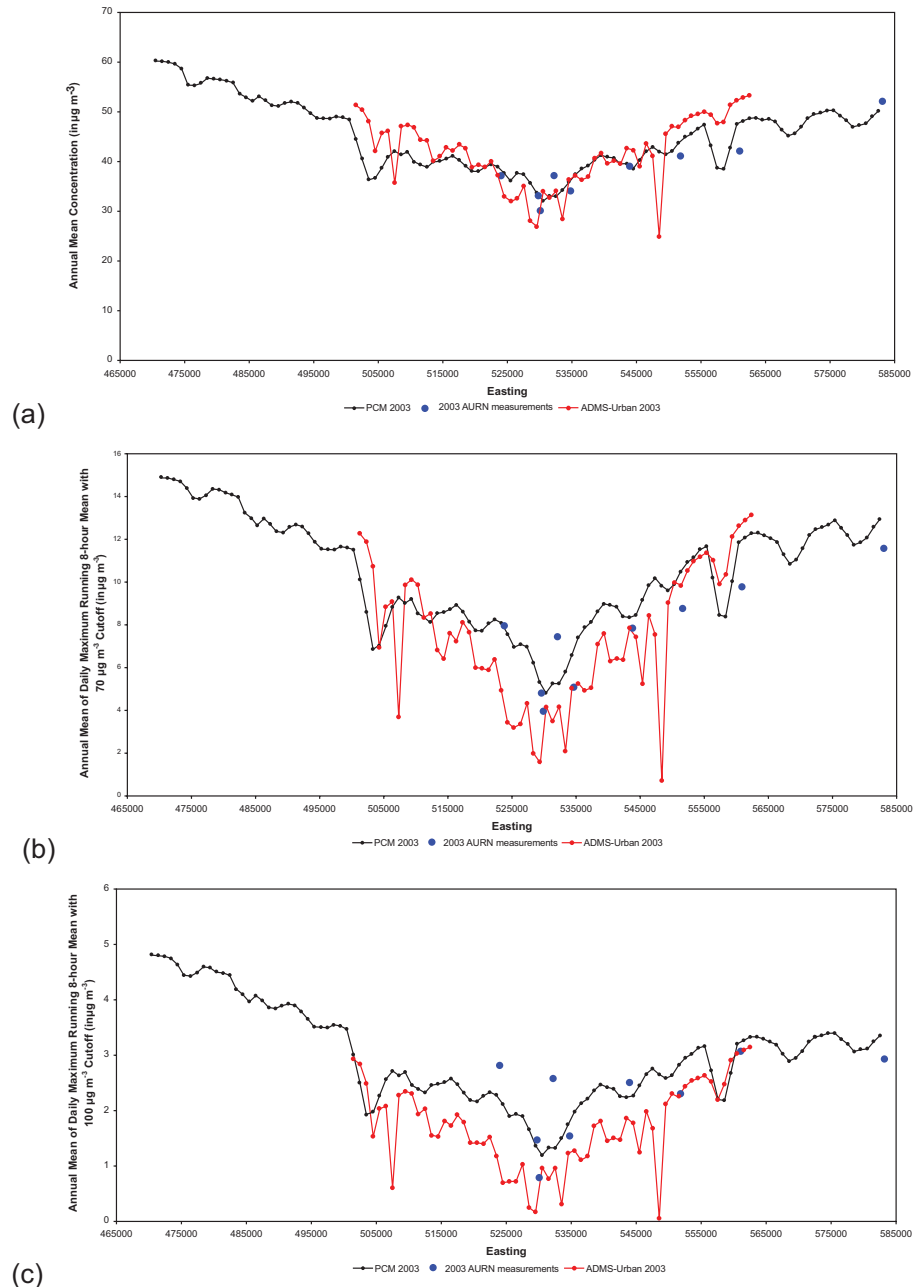 70
60
50
40
30
20
10
0
Annual Mean Concentration (inµg m-3)
465000 475000 485000 495000 505000 515000 525000 535000 545000 555000 565000 575000 585000
Easting
PCM 2003 2003 AURN measurements ADMS-Urban 2003
(a)
16
14
12
10
8
6
4
2
0
Annual Mean of Daily Maximum Running 8-hour Mean with
70 µg m-3 Cutoff (inµg m-3)
465000 475000 485000 495000 505000 515000 525000 535000 545000 555000 565000 575000 585000
Easting
PCM 2003 2003 AURN measurements ADMS-Urban 2003
(b)
6
5
4
3
2
1
0
Annual Mean of Daily Maximum Running 8-hour Mean with
100 µg m-3 Cutoff (inµg m-3)
465000 475000 485000 495000 505000 515000 525000 535000 545000 555000 565000 575000 585000
Easting
PCM 2003 2003 AURN measurements ADMS-Urban 2003
(c)